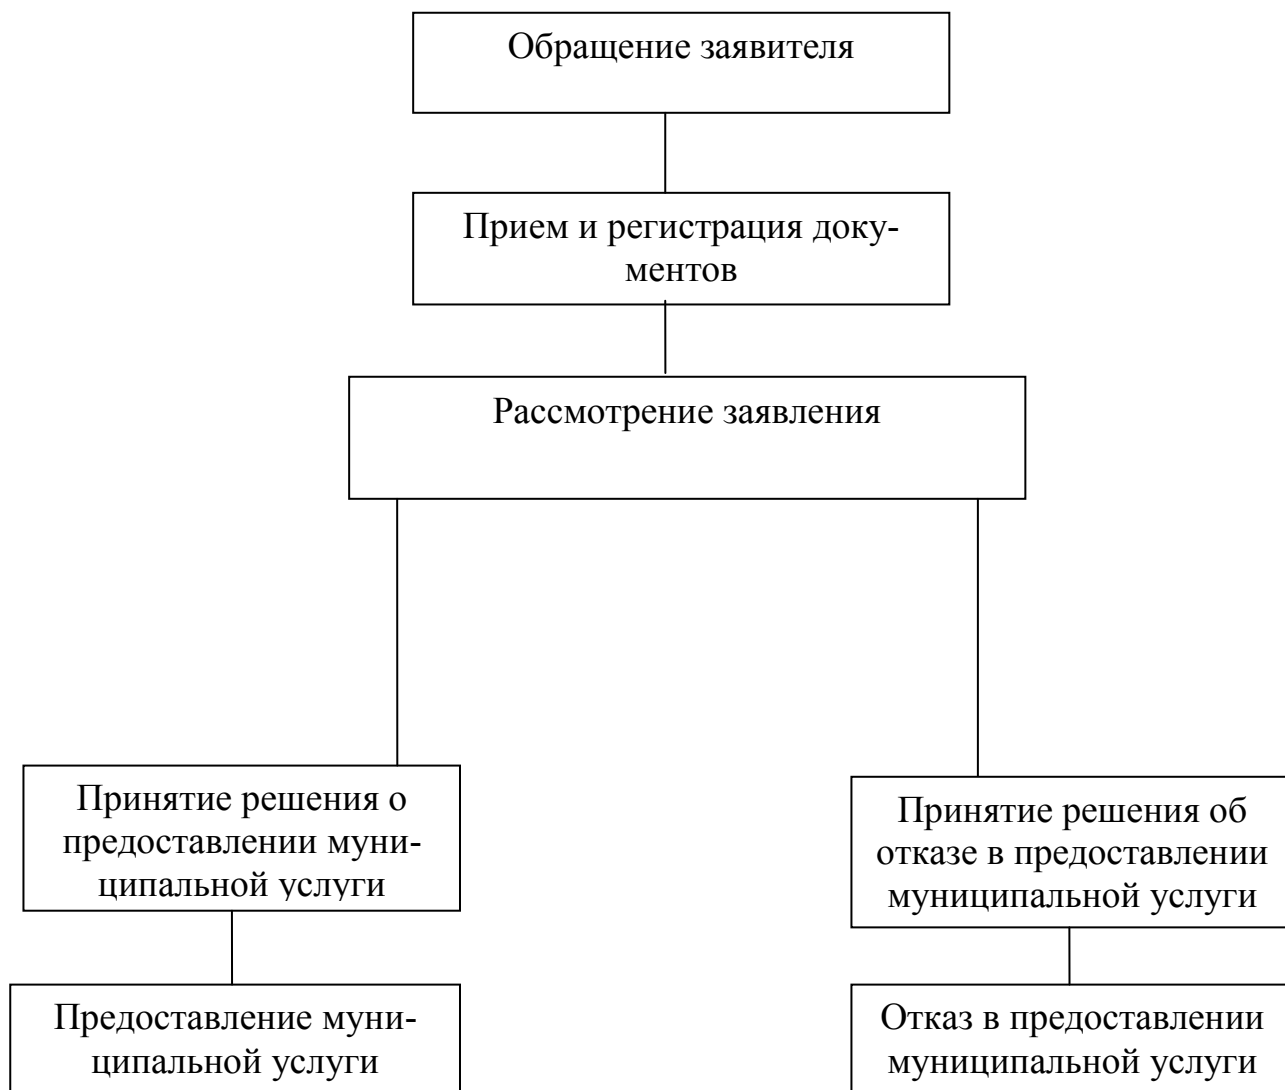 Обращение заявителя
Прием и регистрация доку-
ментов
Рассмотрение заявления
Принятие решения о
предоставлении муни-
ципальной услуги
Принятие решения об
отказе в предоставлении
муниципальной услуги
Предоставление муни-
ципальной услуги
Отказ в предоставлении
муниципальной услуги